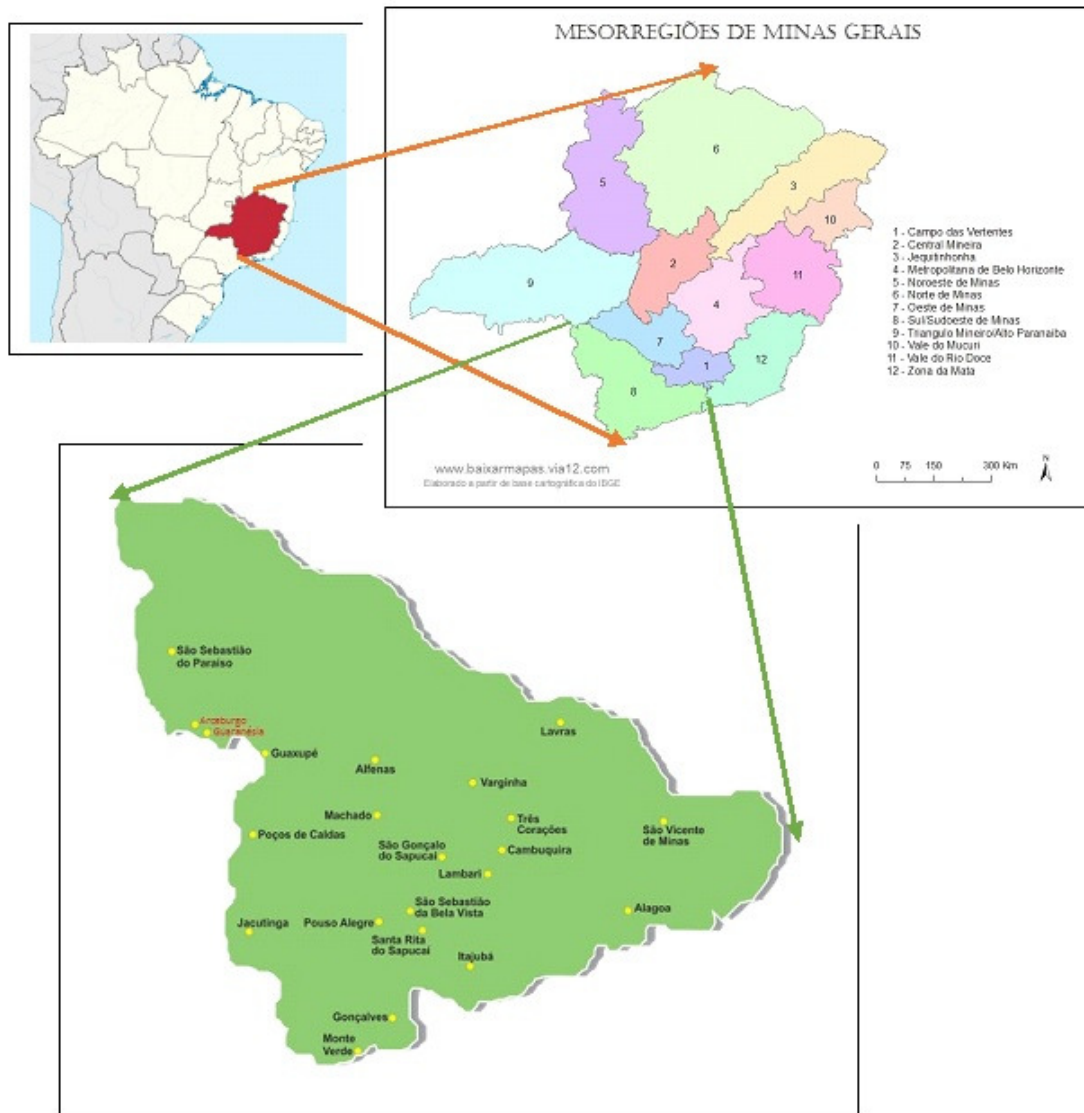 MESORREGIÕES DE MINAS GERAIS
6
5
3
10
2
11
9
4
7
12
1
8
1 - Campo das Vertentes
2 - Central Mineira
3 - Jequitinhonha
4 - Metropolitana de Belo Horizonte
5 - Noroeste de Minas
6 - Norte de Minas
7 - Oeste de Minas
8 - Sul/Sudoeste de Minas
9 - Triangulo Mineiro/Alto Paranaiba
10 - Vale do Mucuri
11 - Vale do Rio Doce
12 - Zona da Mata
www.baixarmapas.via12.com
Elaborado a partir de base cartográfica do IBGE
0 75 150 300 Km
N
São Sebastião
do Paraíso
Arceburgo
Guaranésia
Guaxupé
Lavras
Alfenas
Varginha
Machado
Três
Corações
São Vicente
de Minas
Poços de Caldas
São Gonçalo
do Sapucaí
Cambuquira
Lambari
São Sebastião
da Bela Vista
Alagoa
Jacutinga
Pouso Alegre
Santa Rita
do Sapucaí
Itajubá
Gonçalves
Monte
Verde